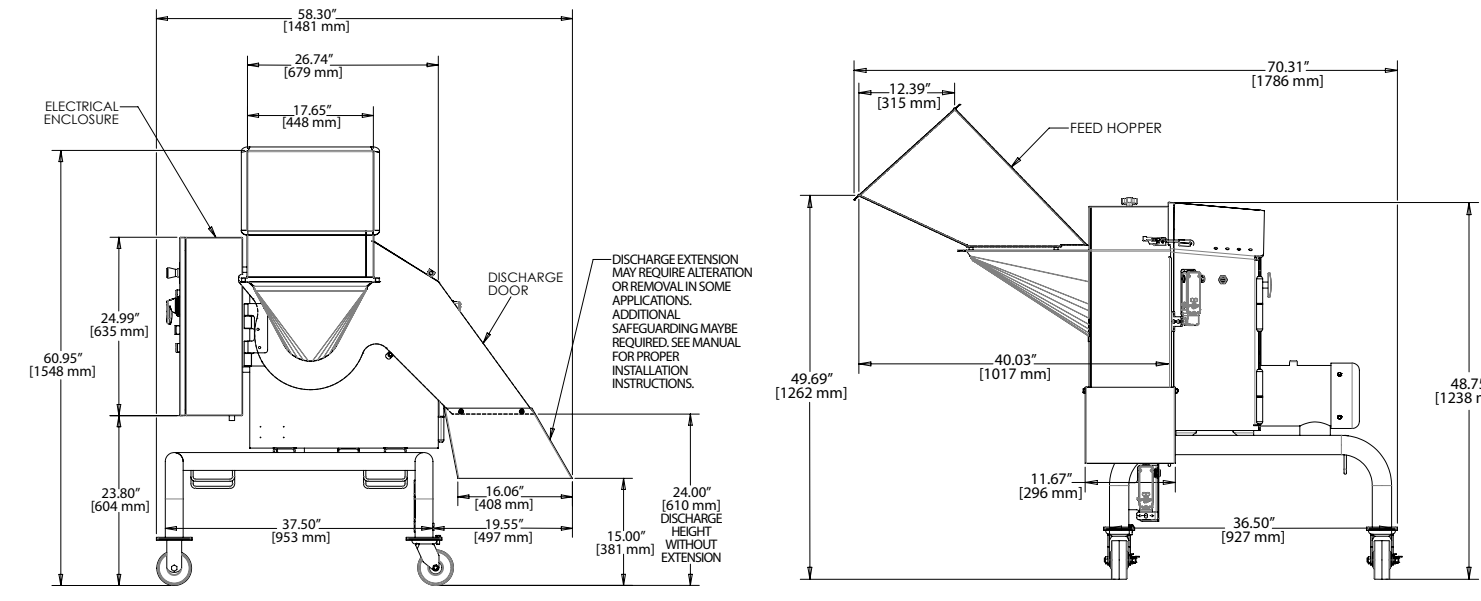 58.30″
[1481 mm]
26.74″
[679 mm]
17.65″
[448 mm]
ELECTRICAL
ENCLOSURE
24.99″
[635 mm]
60.95″
[1548 mm]
23.80″
[604 mm]
37.50″
[953 mm]
16.06″
[408 mm]
19.55″
[497 mm]
15.00″
[381 mm]
24.00″
[610 mm]
DISCHARGE
HEIGHT
WITHOUT
EXTENSION
DISCHARGE
DOOR
DISCHARGE EXTENSION
MAY REQUIRE ALTERATION
OR REMOVAL IN SOME
APPLICATIONS.
ADDITIONAL
SAFEGUARDING MAYBE
REQUIRED. SEE MANUAL
FOR PROPER
INSTALLATION
INSTRUCTIONS.
70.31″
[1786 mm]
12.39″
[315 mm]
FEED HOPPER
40.03″
[1017 mm]
49.69″
[1262 mm]
11.67″
[296 mm]
36.50″
[927 mm]
48.75
[1238 m